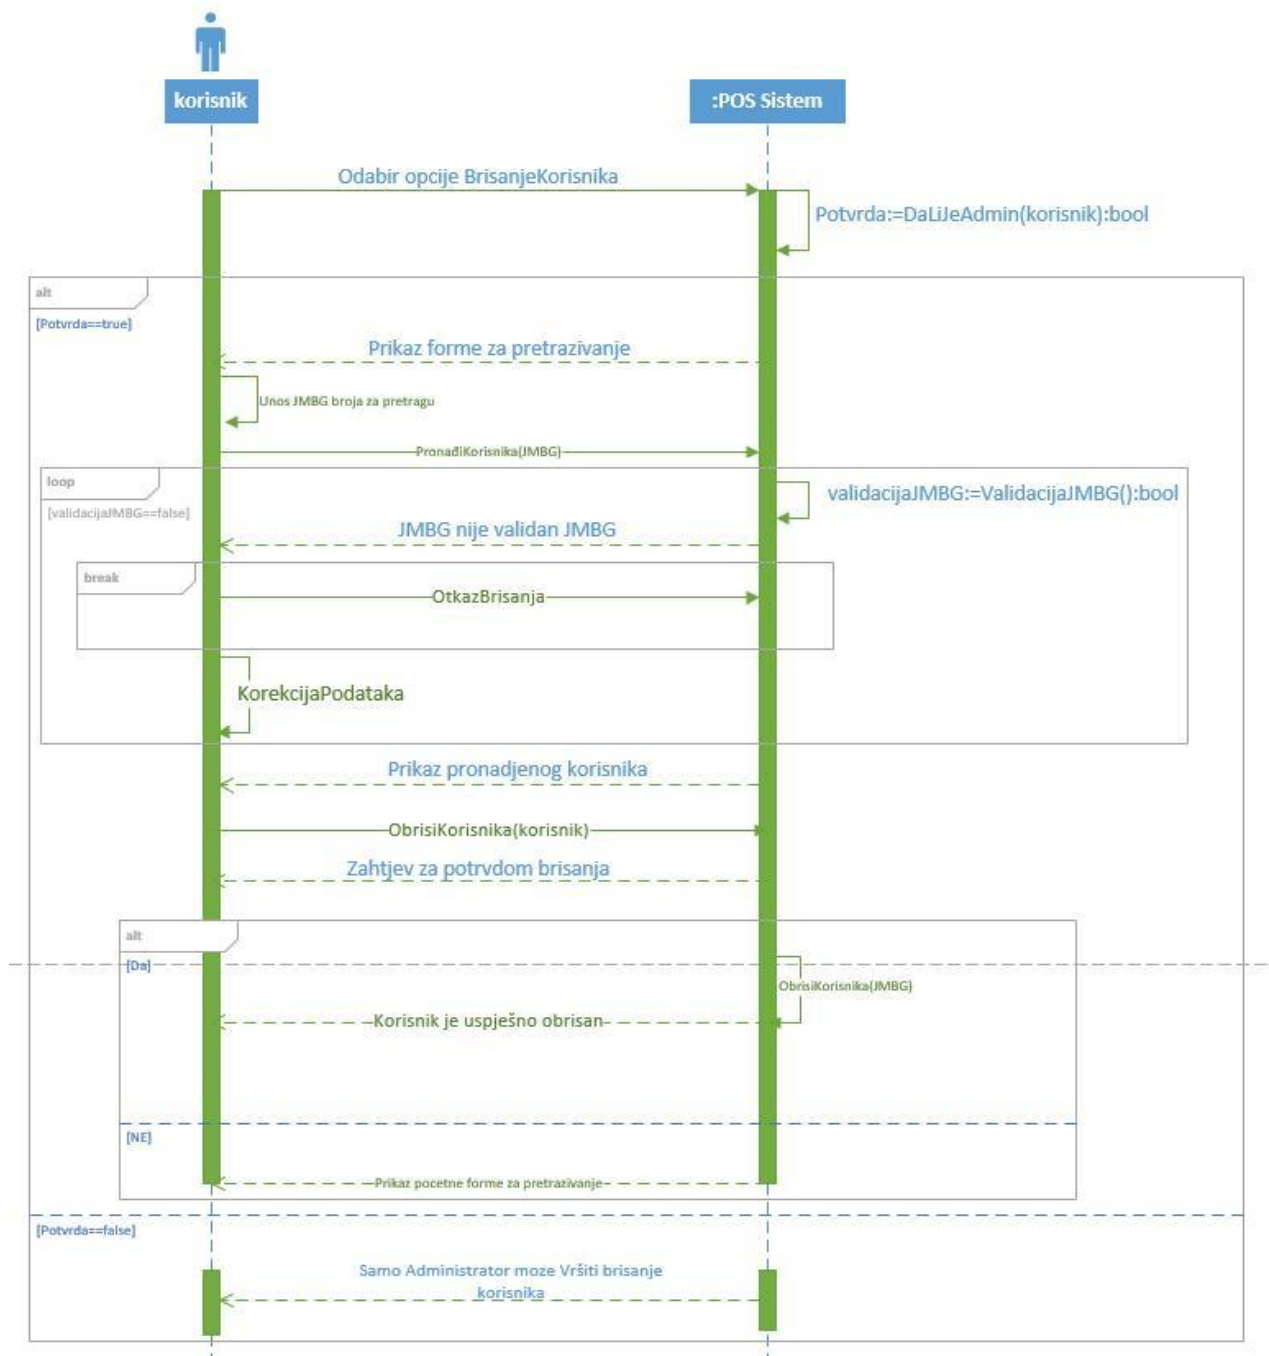 korisnik
:POS Sistem
Odabir opcije BrisanjeKorisnika
Potvrda:=DaLiJeAdmin(korisnik):bool
alt
[Potvrda==true]
Prikaz forme za pretrazivanje
Unos JMBG broja za pretragu
PronađiKorisnika(JMBG)
loop
validacijaJMBG:=ValidacijaJMBG():bool
[validacijaJMBG==false]
JMBG nije validan JMBG
break
OtkazBrisanja
KorekcijaPodataka
Prikaz pronadjenog korisnika
ObrisiKorisnika(korisnik)
Zahtjev za potrvdom brisanja
alt
[Da]
ObrisiKorisnika(JMBG)
Korisnik je uspješno obrisan
[NE]
Prikaz pocetne forme za pretrazivanje
[Potvrda==false]
Samo Administrator moze Vršiti brisanje
korisnika